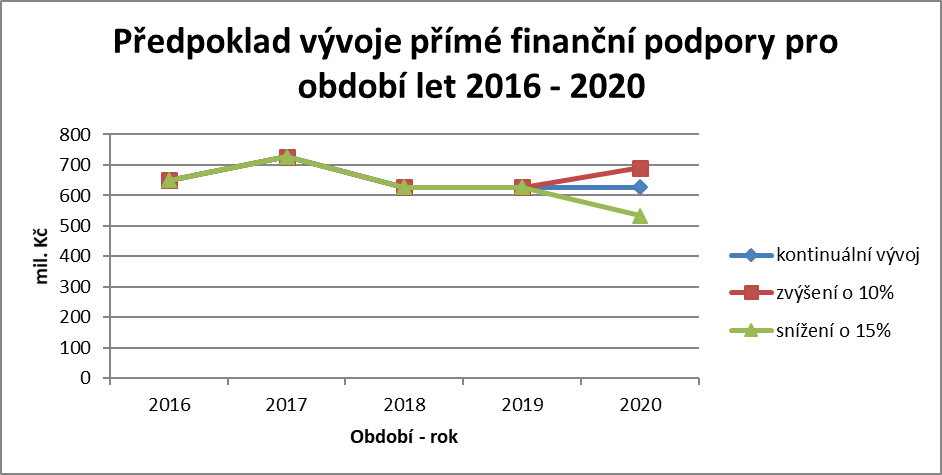 Předpoklad vývoje přímé finanční podpory pro
období let 2016 - 2020
800
700
600
500
400
300
200
100
0
mil. Kč
2016 2017 2018 2019 2020
Období - rok
kontinuální vývoj
zvýšení o 10%
snížení o 15%